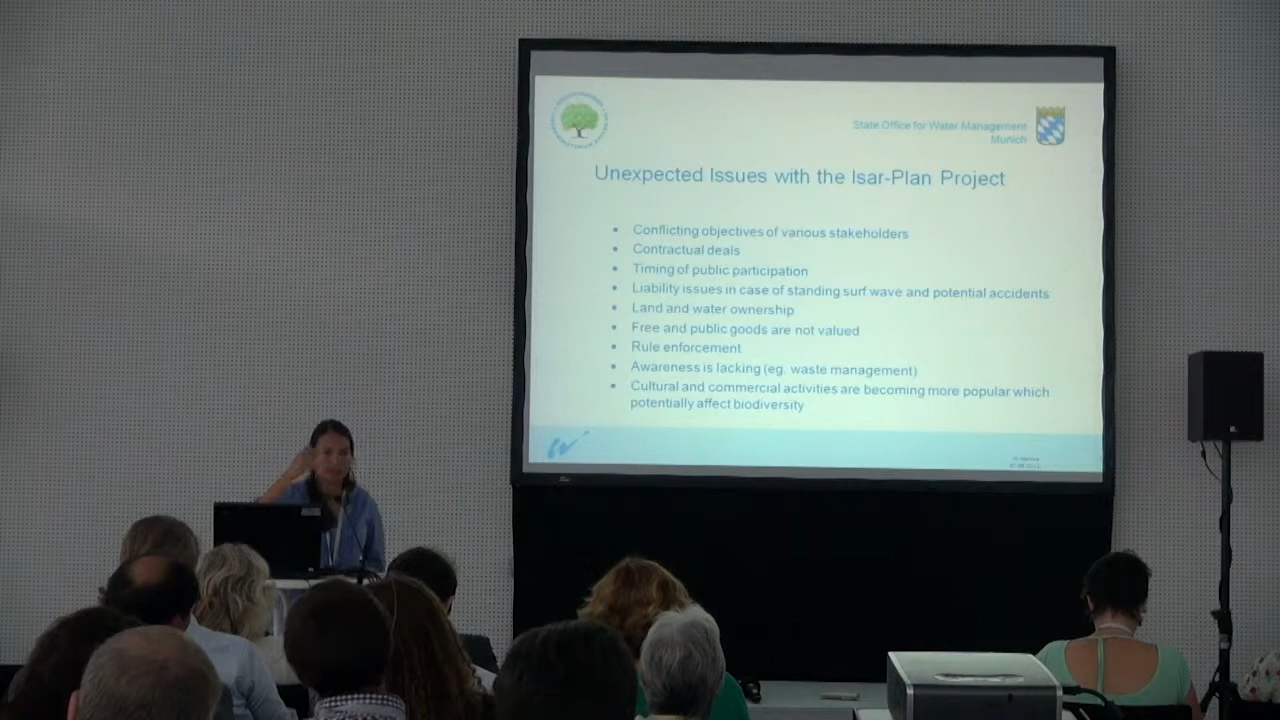 State Office for Water Management
Munich
Unexpected Issues with the Isar-Plan Project
• Conflicting objectives of various stakeholders
• Contractual deals
• Timing of public participation
• Liability issues in case of standing surf wave and potential accidents
• Land and water ownership
• Free and public goods are not valued
• Rule enforcement
• Awareness is lacking (eg. waste management)
• Cultural and commercial activities are becoming more popular which
potentially affect biodiversity